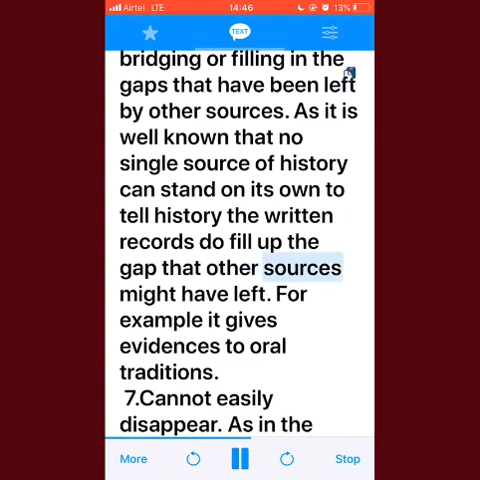 Airtel LTE 14:46 13%
TEXT
bridging or filling in the
gaps that have been left
by other sources. As it is
well known that no
single source of history
can stand on its own to
tell history the written
records do fill up the
gap that other sources
might have left. For
example it gives
evidences to oral
traditions.
7.Cannot easily
disappear. As in the
More Stop